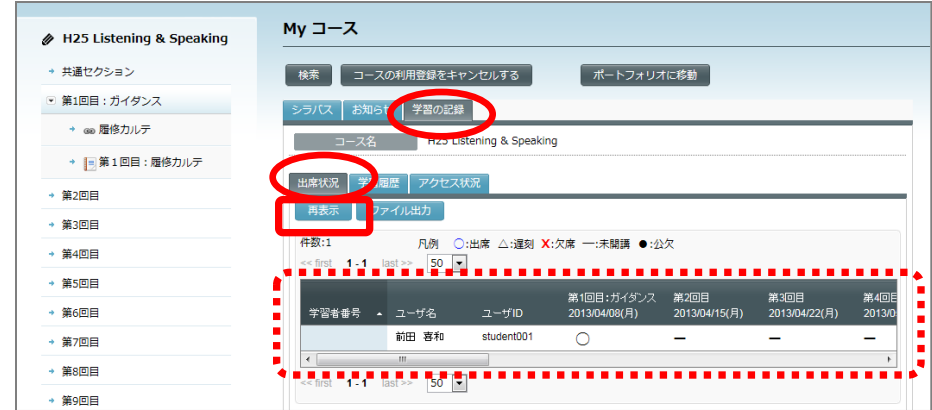 H25 Listening & Speaking
共通セクション
第1回目：ガイダンス
履修カルテ
第１回目：履修カルテ
第2回目
第3回目
第4回目
第5回目
第6回目
第7回目
第8回目
第9回目
My コース
検索 コースの利用登録をキャンセルする ポートフォリオに移動
シラバス お知らせ 学習の記録
コース名 H25 Listening & Speaking
出席状況 学習履歴 アクセス状況
再表示 ファイル出力
件数:1 凡例 ○:出席 △:遅刻 X:欠席 ー:未開講 ●:公欠
<< first 1 - 1 last >> 50
第1回目:ガイダンス 第2回目 第3回目 第4回目
学習者番号 ▲ ユーザ名 ユーザID 2013/04/08(月) 2013/04/15(月) 2013/04/22(月) 2013/0
前田 喜和 student001 ○ ー ー ー
<< first 1 - 1 last >> 50